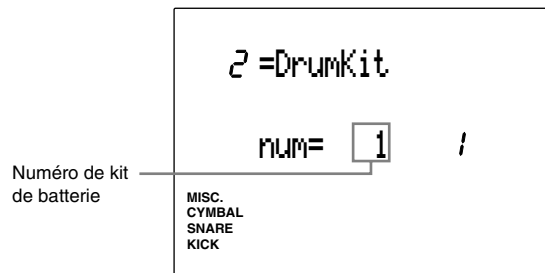 2 =DrumKit
num= 1 1
Numéro de kit
de batterie
MISC.
CYMBAL
SNARE
KICK